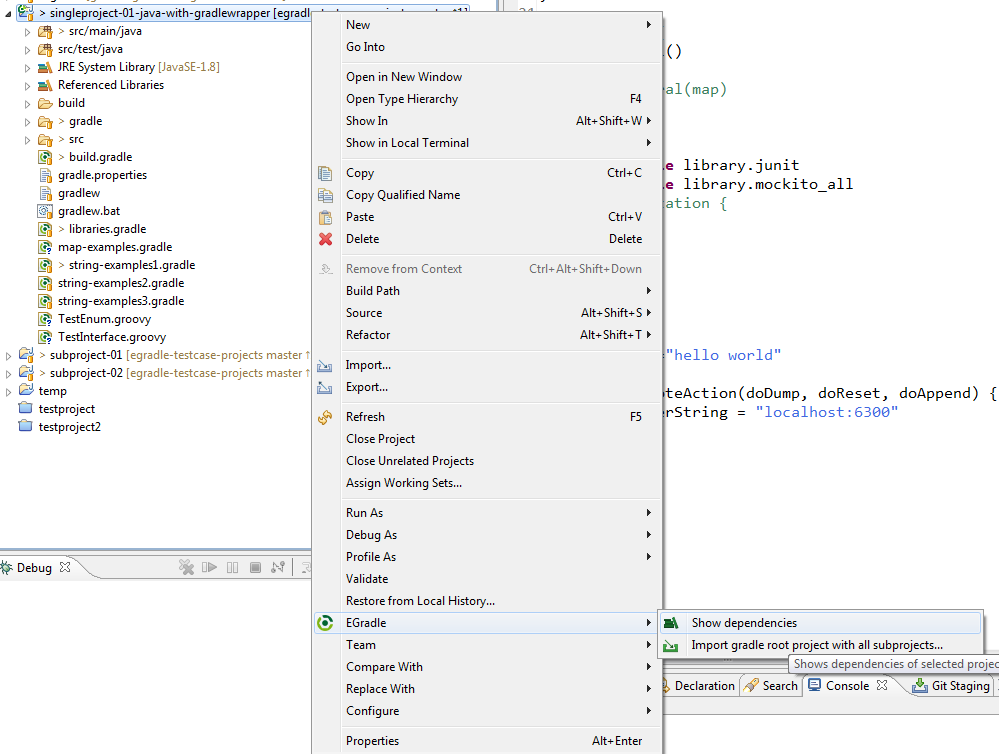 > singleproject-01-java-with-gradlewrapper [egradle
> src/main/java
src/test/java
JRE System Library [JavaSE-1.8]
Referenced Libraries
build
> gradle
> src
> build.gradle
gradle.properties
gradlew
gradlew.bat
> libraries.gradle
map-examples.gradle
> string-examples1.gradle
string-examples2.gradle
string-examples3.gradle
TestEnum.groovy
TestInterface.groovy
> subproject-01 [egradle-testcase-projects master ↑
> subproject-02 [egradle-testcase-projects master ↑
temp
testproject
testproject2
Debug
New
Go Into
Open in New Window
Open Type Hierarchy F4
Show In Alt+Shift+W
Show in Local Terminal
Copy Ctrl+C
Copy Qualified Name
Paste Ctrl+V
Delete Delete
Remove from Context Ctrl+Alt+Shift+Down
Build Path
Source Alt+Shift+S
Refactor Alt+Shift+T
Import...
Export...
Refresh F5
Close Project
Close Unrelated Projects
Assign Working Sets...
Run As
Debug As
Profile As
Validate
Restore from Local History...
EGradle
Team
Compare With
Replace With
Configure
Properties Alt+Enter
Show dependencies
Import gradle root project with all subprojects...
Shows dependencies of selected projec
()
al(map)
e library.junit
e library.mockito_all
ation {
"hello world"
oteAction(doDump, doReset, doAppend) {
erString = "localhost:6300"
Declaration
Search
Console
Git Staging